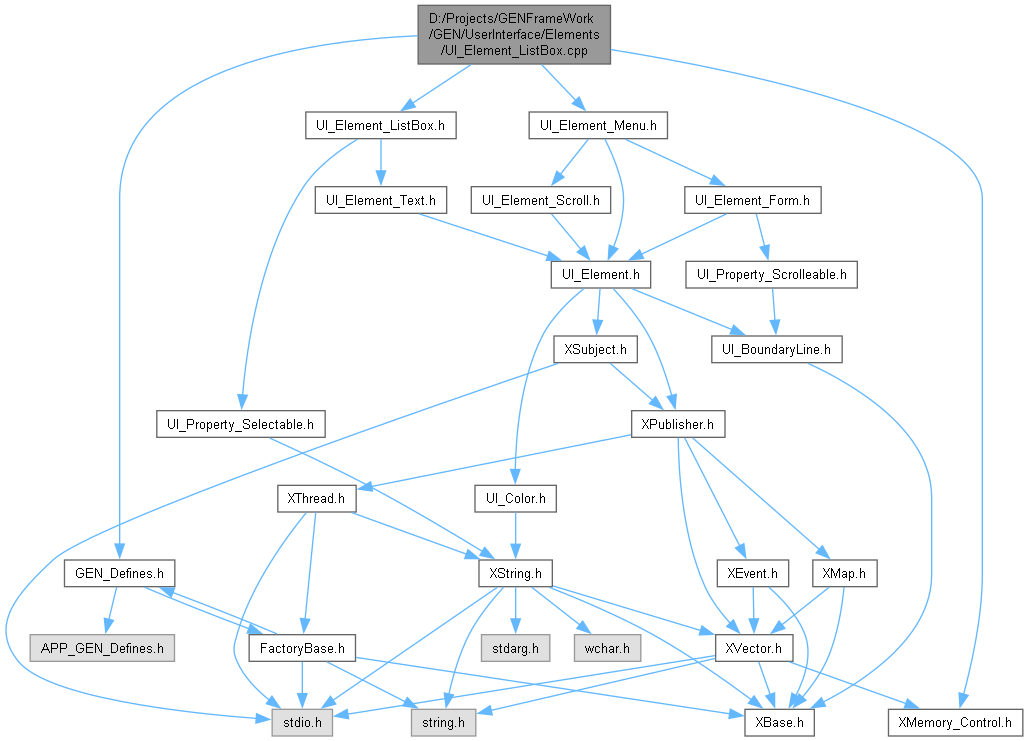 D:/Projects/GENFrameWork
/GEN/UserInterface/Elements
/UI_Element_ListBox.cpp
UI_Element_ListBox.h
UI_Element_Menu.h
UI_Element_Text.h
UI_Element_Scroll.h
UI_Element_Form.h
UI_Element.h
UI_Property_Scrolleable.h
XSubject.h
UI_BoundaryLine.h
UI_Property_Selectable.h
XPublisher.h
XThread.h
UI_Color.h
GEN_Defines.h
XString.h
XEvent.h
XMap.h
APP_GEN_Defines.h
FactoryBase.h
stdarg.h
wchar.h
XVector.h
stdio.h
string.h
XBase.h
XMemory_Control.h